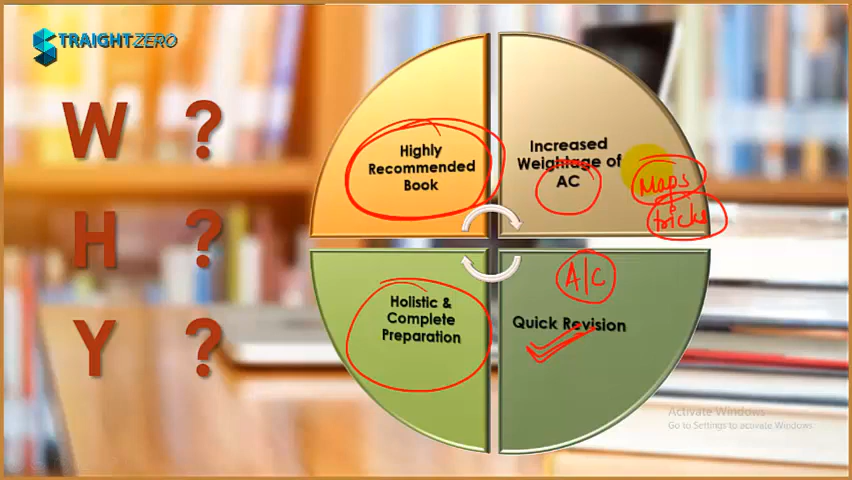 STRAIGHTZERO
W ?
H ?
Y ?
Highly
Recommended
Book
Increased
Weightage of
AC
Maps
tricks
Holistic &
Complete
Preparation
A/C
Quick Revision
Activate Windows
Go to Settings to activate Windows